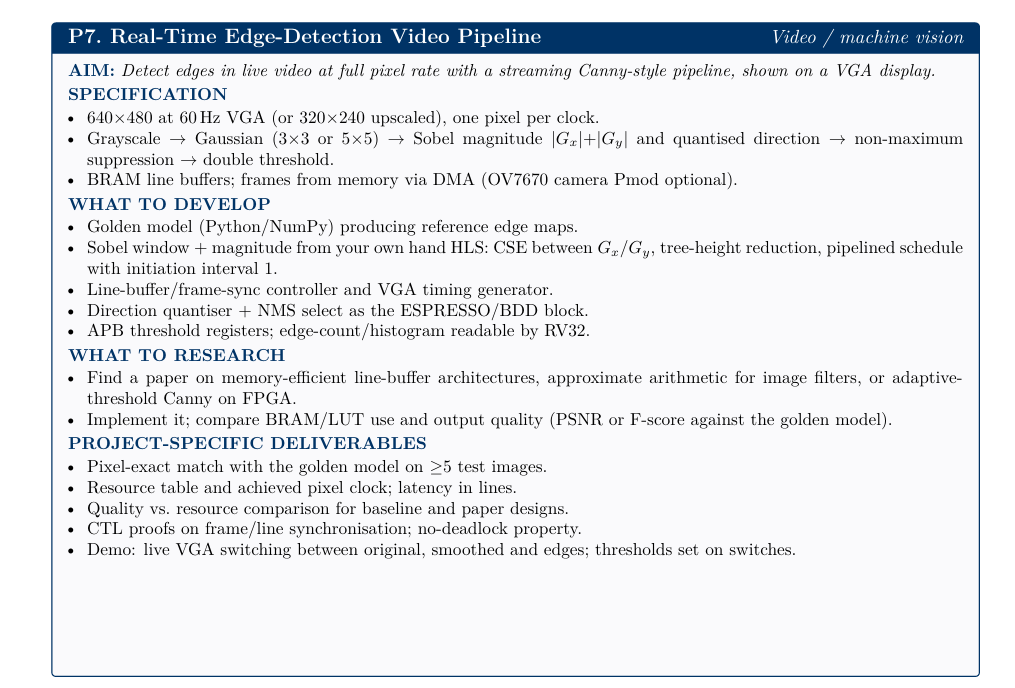 P7. Real-Time Edge-Detection Video Pipeline Video / machine vision
AIM: Detect edges in live video at full pixel rate with a streaming Canny-style pipeline, shown on a VGA display.
SPECIFICATION
• 640×480 at 60 Hz VGA (or 320×240 upscaled), one pixel per clock.
• Grayscale → Gaussian (3×3 or 5×5) → Sobel magnitude |Gₓ|+|Gᵧ| and quantised direction → non-maximum
suppression → double threshold.
• BRAM line buffers; frames from memory via DMA (OV7670 camera Pmod optional).
WHAT TO DEVELOP
• Golden model (Python/NumPy) producing reference edge maps.
• Sobel window + magnitude from your own hand HLS: CSE between Gₓ/Gᵧ, tree-height reduction, pipelined schedule
with initiation interval 1.
• Line-buffer/frame-sync controller and VGA timing generator.
• Direction quantiser + NMS select as the ESPRESSO/BDD block.
• APB threshold registers; edge-count/histogram readable by RV32.
WHAT TO RESEARCH
• Find a paper on memory-efficient line-buffer architectures, approximate arithmetic for image filters, or adaptive-
threshold Canny on FPGA.
• Implement it; compare BRAM/LUT use and output quality (PSNR or F-score against the golden model).
PROJECT-SPECIFIC DELIVERABLES
• Pixel-exact match with the golden model on ≥5 test images.
• Resource table and achieved pixel clock; latency in lines.
• Quality vs. resource comparison for baseline and paper designs.
• CTL proofs on frame/line synchronisation; no-deadlock property.
• Demo: live VGA switching between original, smoothed and edges; thresholds set on switches.